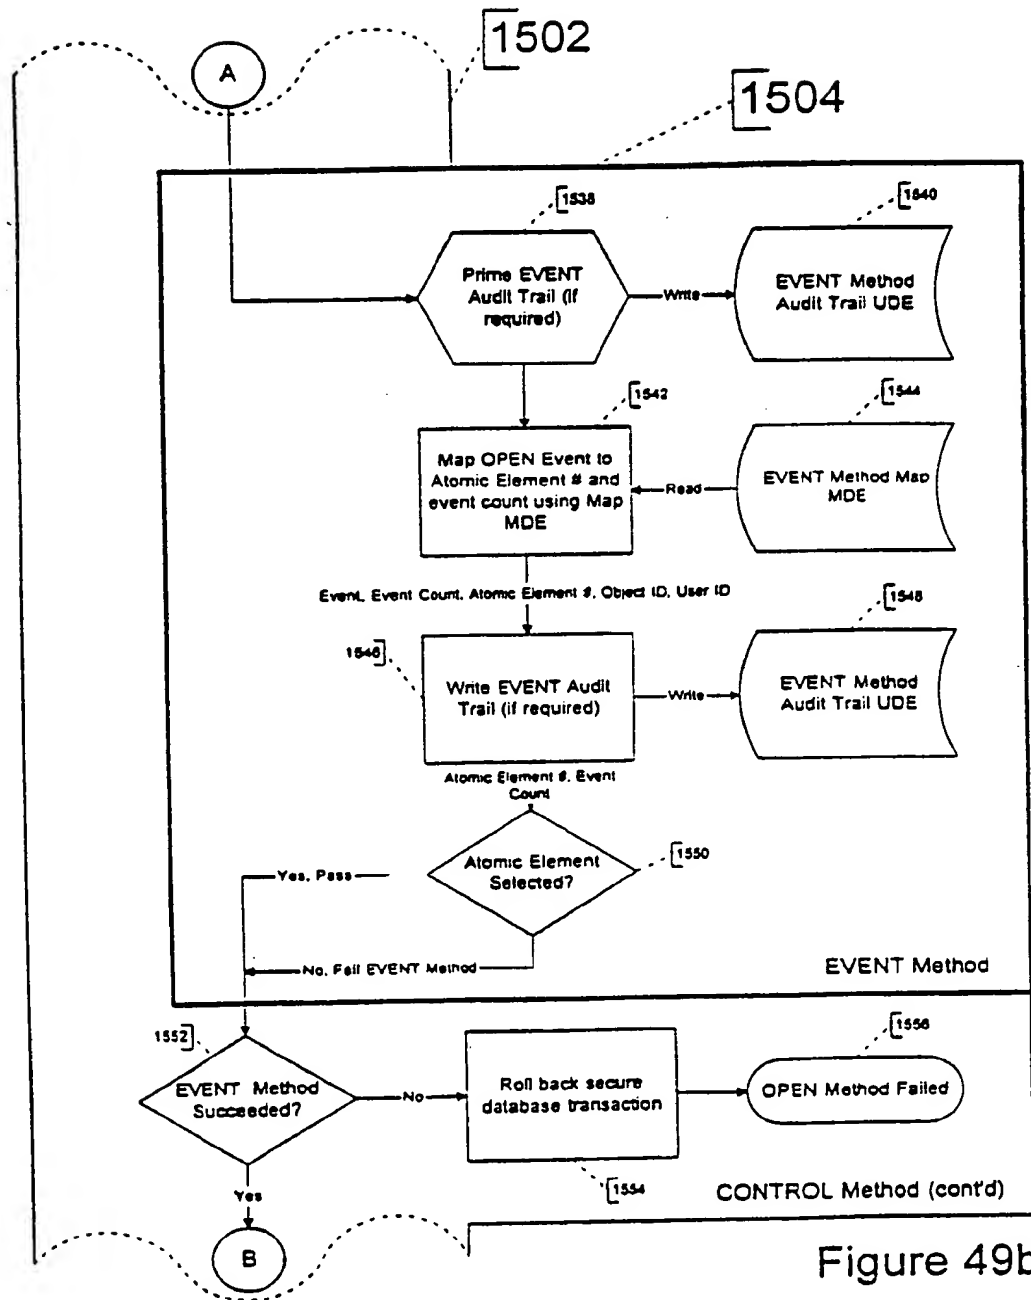 1502
A
1504
1538
1540
Prime EVENT
Audit Trail (if
required)
Write
EVENT Method
Audit Trail UDE
1542
1544
Map OPEN Event to
Atomic Element # and
event count using Map
MDE
Read
EVENT Method Map
MDE
Event, Event Count, Atomic Element #, Object ID, User ID
1546
1548
Write EVENT Audit
Trail (if required)
Write
EVENT Method
Audit Trail UDE
Atomic Element #, Event
Count
1550
Atomic Element
Selected?
Yes, Pass
No, Fail EVENT Method
EVENT Method
1552
1556
EVENT Method
Succeeded?
No
Roll back secure
database transaction
OPEN Method Failed
1554
Yes
CONTROL Method (cont'd)
B
Figure 49b